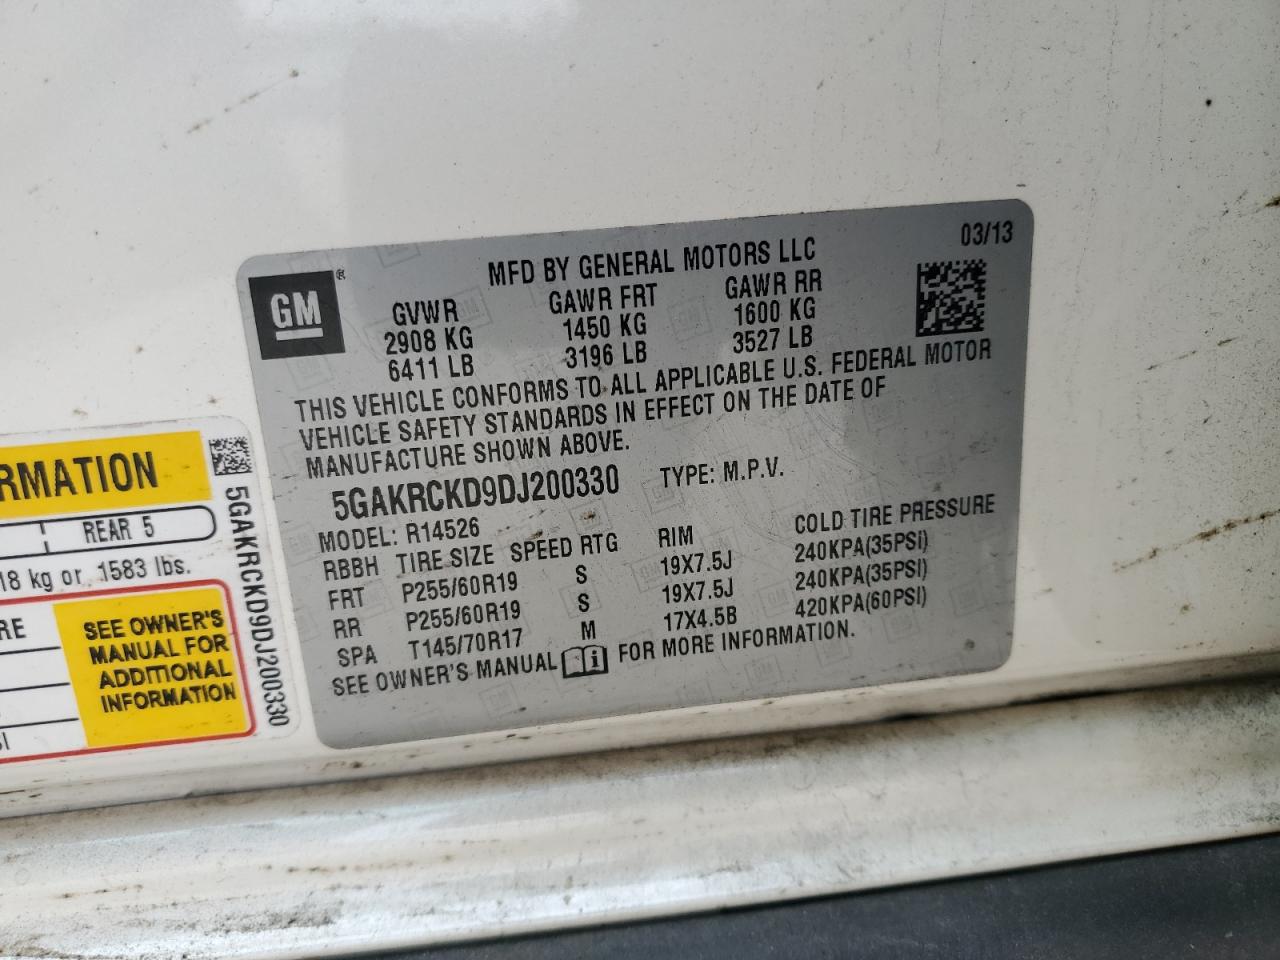 MFD BY GENERAL MOTORS LLC
03/13
GM®
GVWR GAWR FRT GAWR RR
2908 KG 1450 KG 1600 KG
6411 LB 3196 LB 3527 LB
THIS VEHICLE CONFORMS TO ALL APPLICABLE U.S. FEDERAL MOTOR
VEHICLE SAFETY STANDARDS IN EFFECT ON THE DATE OF
MANUFACTURE SHOWN ABOVE.
5GAKRCKD9DJ200330 TYPE: M.P.V.
MODEL: R14526
RBBH TIRE SIZE SPEED RTG RIM COLD TIRE PRESSURE
FRT P255/60R19 S 19X7.5J 240KPA(35PSI)
RR P255/60R19 S 19X7.5J 240KPA(35PSI)
SPA T145/70R17 M 17X4.5B 420KPA(60PSI)
SEE OWNER'S MANUAL FOR MORE INFORMATION.
RMATION
REAR 5
18 kg or 1583 lbs.
RE
SEE OWNER'S
MANUAL FOR
ADDITIONAL
INFORMATION
SI
5GAKRCKD9DJ200330